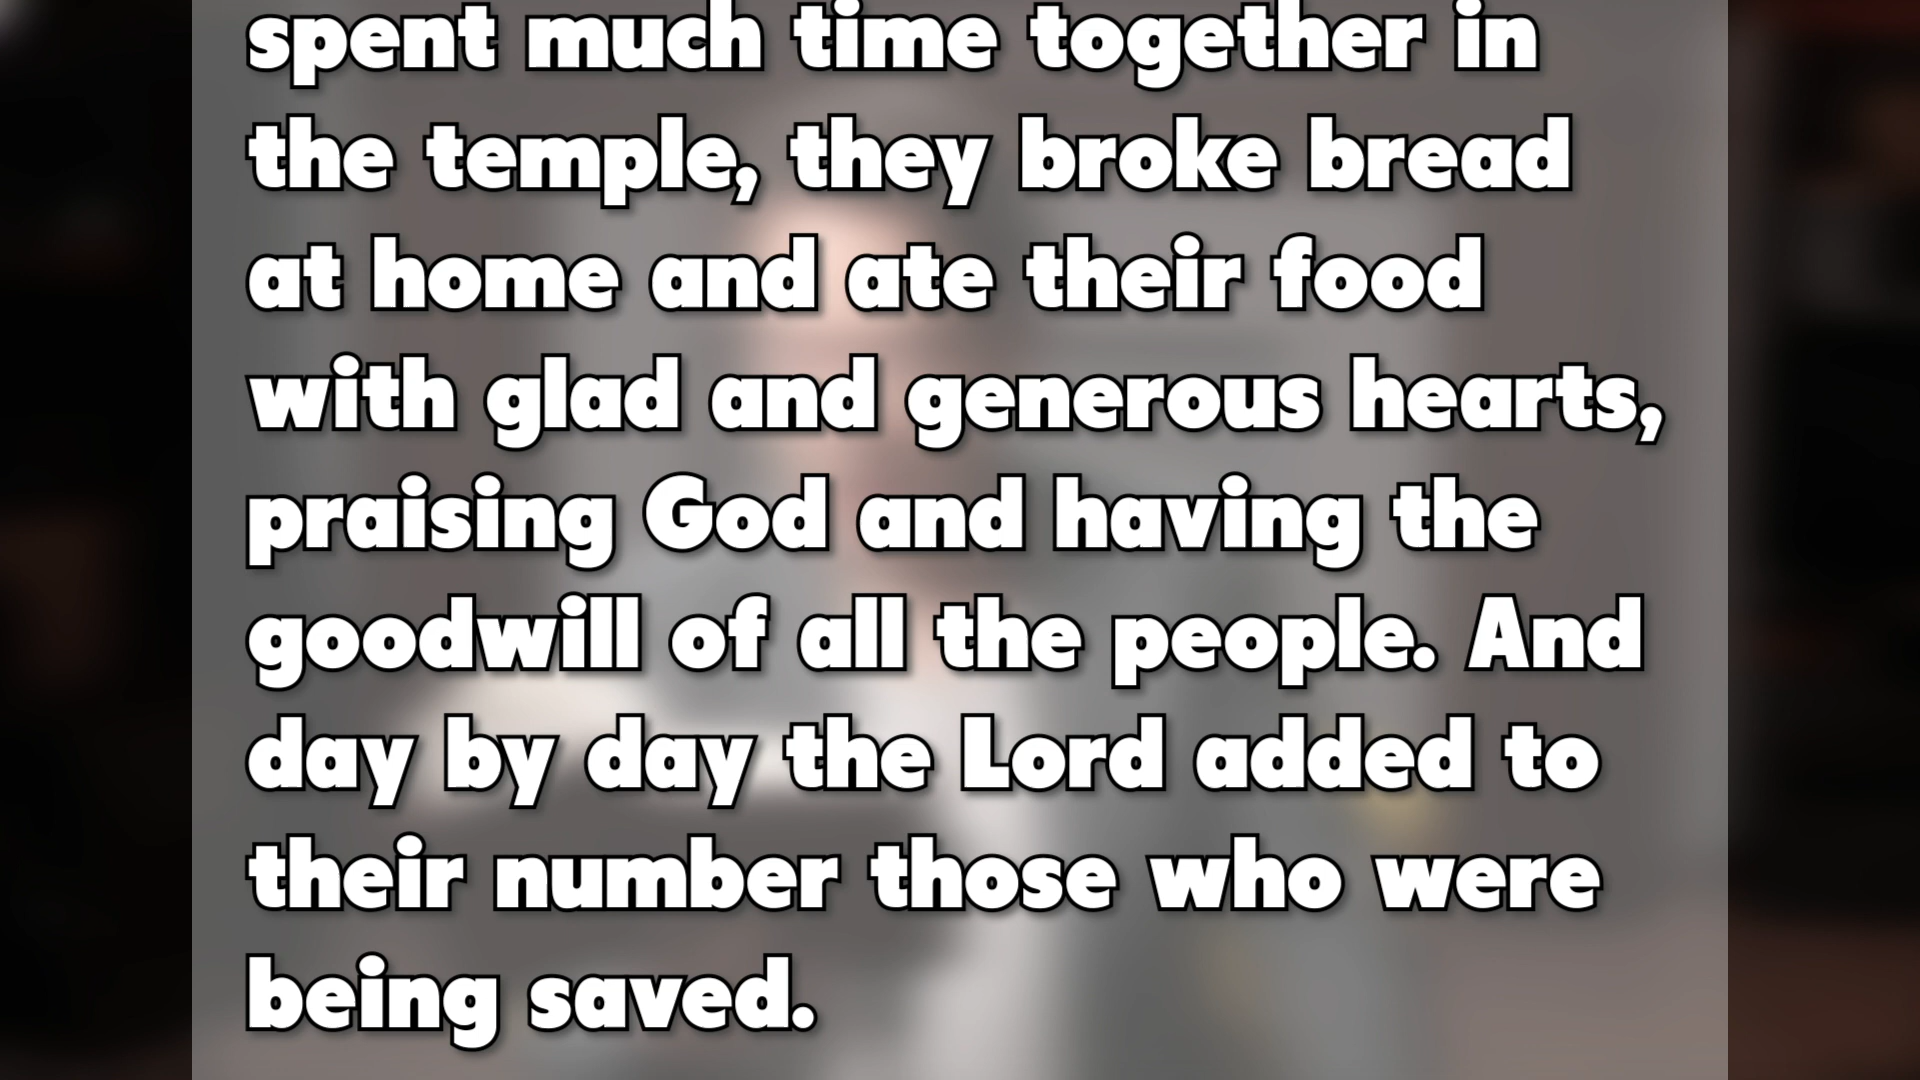 spent much time together in
the temple, they broke bread
at home and ate their food
with glad and generous hearts,
praising God and having the
goodwill of all the people. And
day by day the Lord added to
their number those who were
being saved.